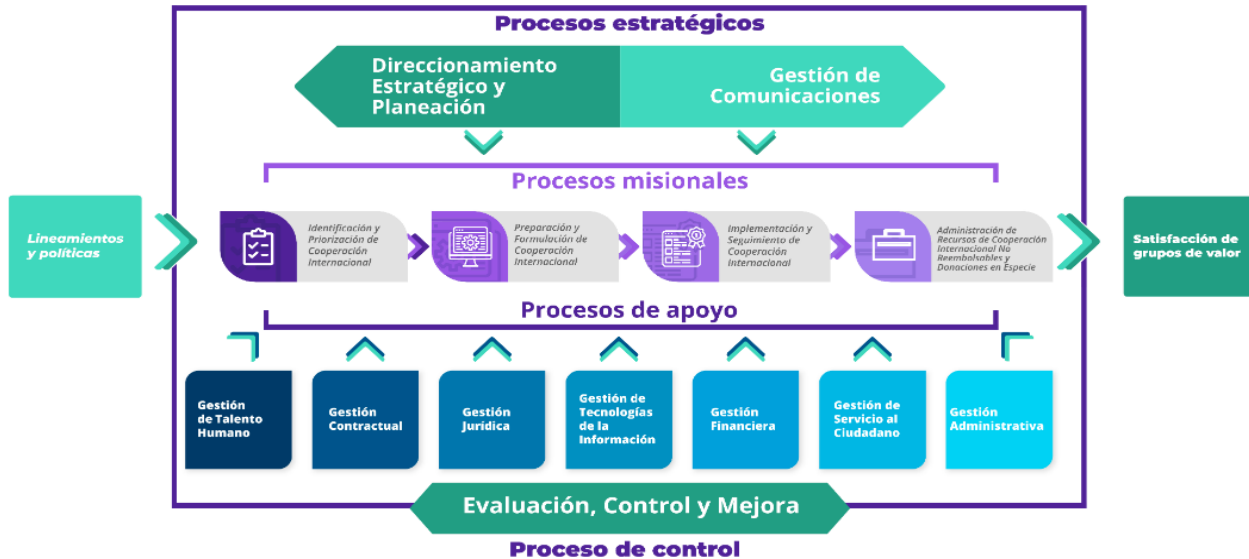 Procesos estratégicos
Direccionamiento
Estratégico y
Planeación
Gestión de
Comunicaciones
Procesos misionales
Lineamientos
y políticas
Identificación y
Priorización de
Cooperación
Internacional
Preparación y
Formulación de
Cooperación
Internacional
Implementación y
Seguimiento de
Cooperación
Internacional
Administración de
Recursos de Cooperación
Internacional No
Reembolsables y
Donaciones en Especie
Satisfacción de
grupos de valor
Procesos de apoyo
Gestión
de Talento
Humano
Gestión
Contractual
Gestión
Jurídica
Gestión de
Tecnologías
de la
Información
Gestión
Financiera
Gestión de
Servicio al
Ciudadano
Gestión
Administrativa
Evaluación, Control y Mejora
Proceso de control